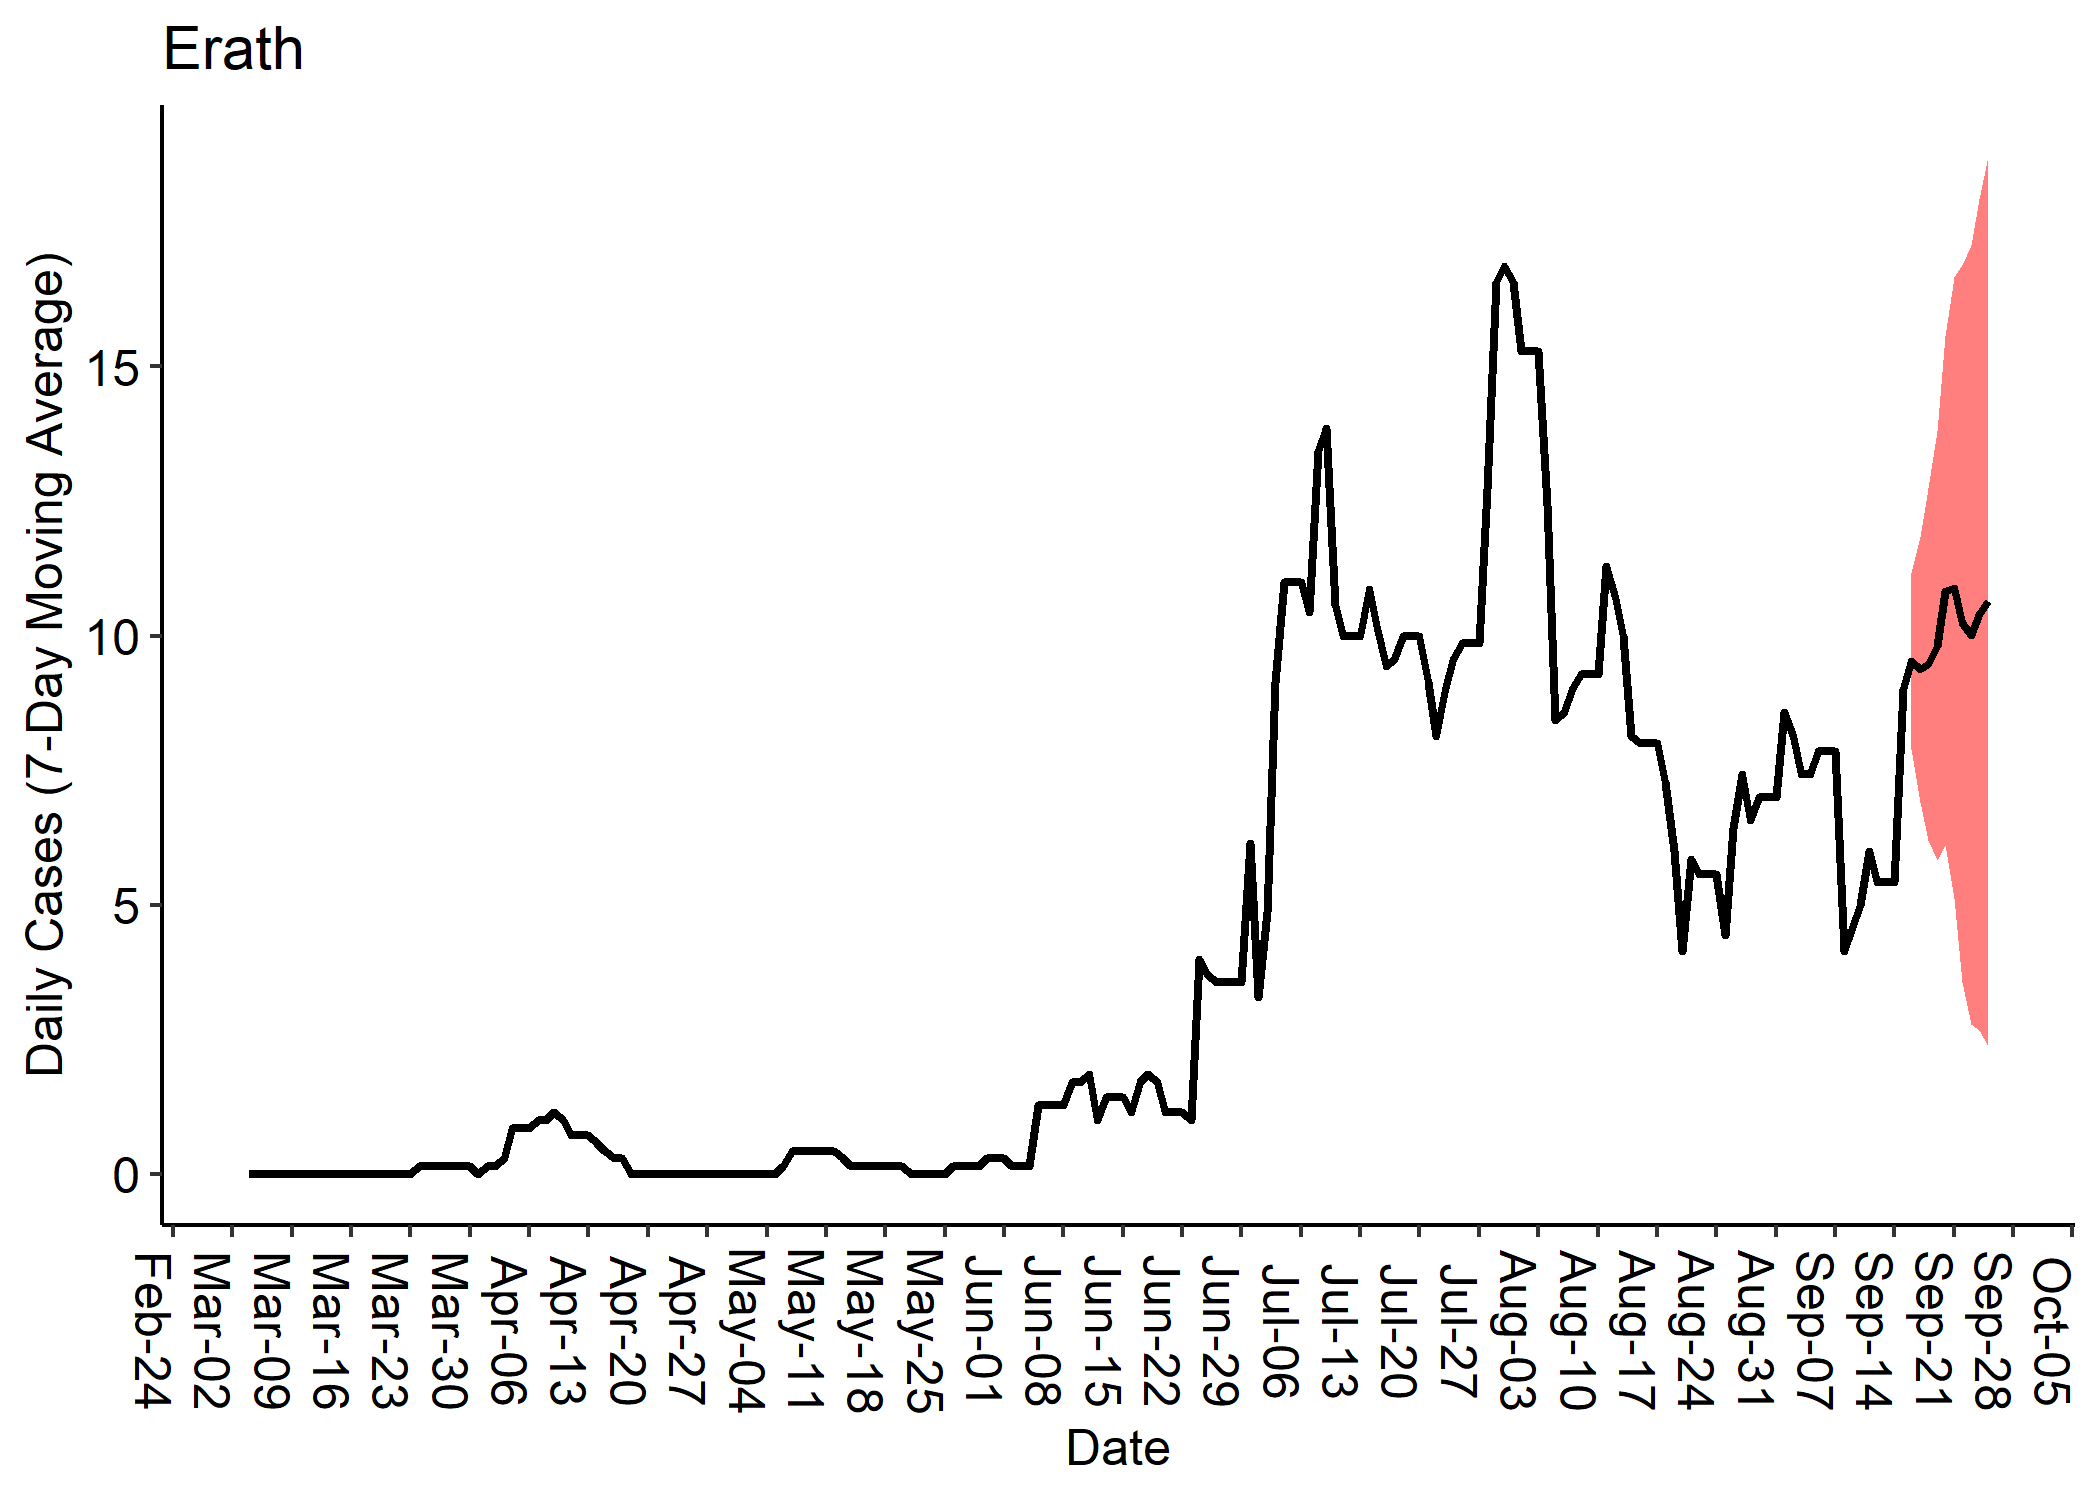 Erath
Daily Cases (7-Day Moving Average)
15
10
5
0
Feb-24
Mar-02
Mar-09
Mar-16
Mar-23
Mar-30
Apr-06
Apr-13
Apr-20
Apr-27
May-04
May-11
May-18
May-25
Jun-01
Jun-08
Jun-15
Jun-22
Jun-29
Jul-06
Jul-13
Jul-20
Jul-27
Aug-03
Aug-10
Aug-17
Aug-24
Aug-31
Sep-07
Sep-14
Sep-21
Sep-28
Oct-05
Date